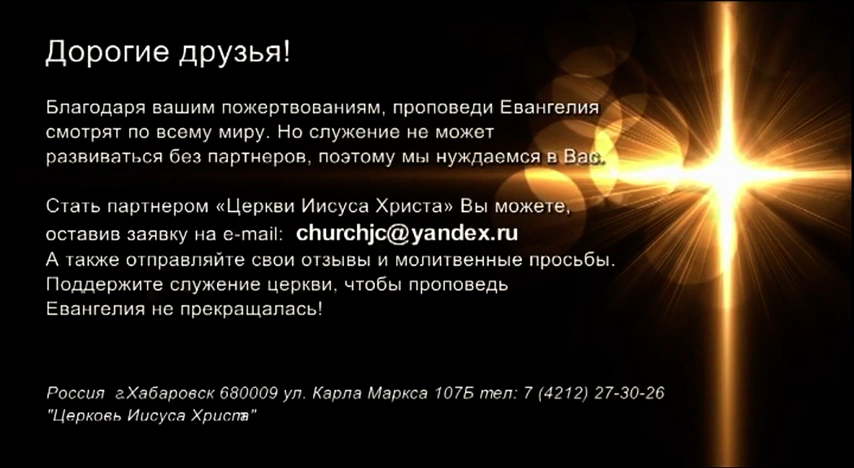 Дорогие друзья!
Благодаря вашим пожертвованиям, проповеди Евангелия
смотрят по всему миру. Но служение не может
развиваться без партнеров, поэтому мы нуждаемся в Вас.
Стать партнером «Церкви Иисуса Христа» Вы можете,
оставив заявку на e-mail: churchjc@yandex.ru
А также отправляйте свои отзывы и молитвенные просьбы.
Поддержите служение церкви, чтобы проповедь
Евангелия не прекращалась!
Россия г.Хабаровск 680009 ул. Карла Маркса 107Б тел: 7 (4212) 27-30-26
"Церковь Иисуса Христа"